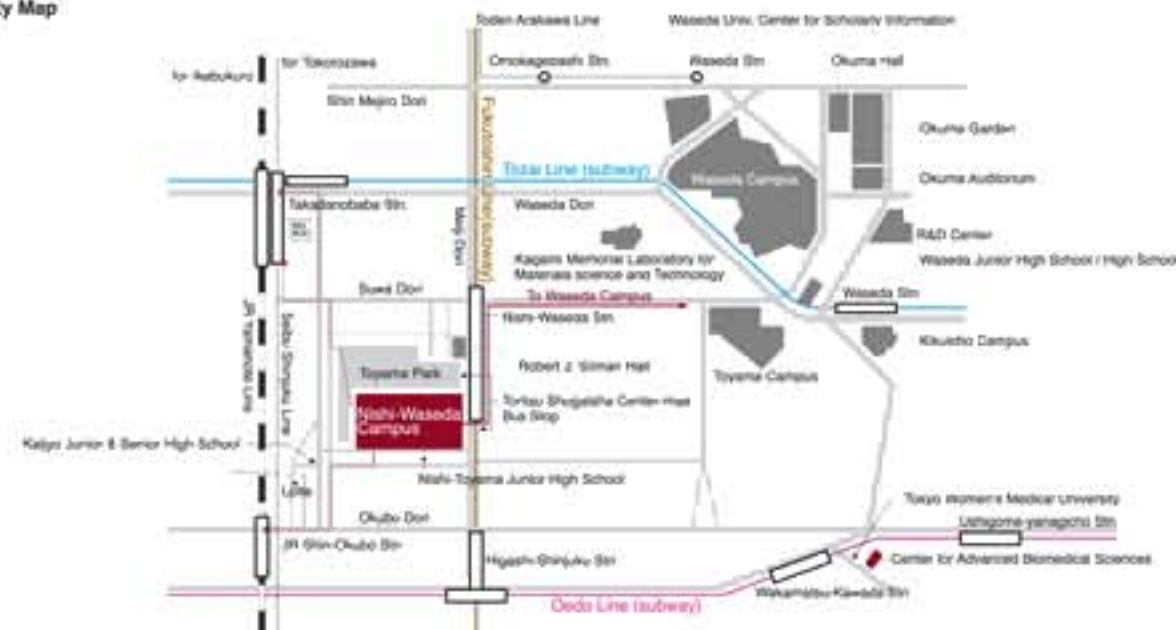 y Map
Toden Arakawa Line
Waseda Univ. Center for Scholarly Information
for Ikebukuro
for Tokorozawa
Omokagebashi Stn.
Waseda Stn.
Okuma Hall
Shin Mejiro Dori
Okuma Garden
Fukutoshin Line(subway)
Tozai Line (subway)
Waseda Campus
Okuma Auditorium
Takadanobaba Stn.
Waseda Dori
Meiji Dori
R&D Center
Kagami Memorial Laboratory for
Materials science and Technology
Waseda Junior High School / High School
Suwa Dori
To Waseda Campus
Waseda Stn.
JR Yamanote Line
Seibu Shinjuku Line
Nishi-Waseda Stn.
Kikuicho Campus
Toyama Park
Robert J. Silman Hall
Toyama Campus
Nishi-Waseda
Campus
Tortsu Shogaisha Center-mae
Bus Stop
Kaijyo Junior & Senior High School
Nishi-Toyama Junior High School
Lotte
Okubo Dori
Tokyo Women's Medical University
Ushigome-yanagicho Stn.
JR Shin-Okubo Stn.
Higashi-Shinjuku Stn.
Center for Advanced Biomedical Sciences
Wakamatsu-Kawada Stn.
Oedo Line (subway)